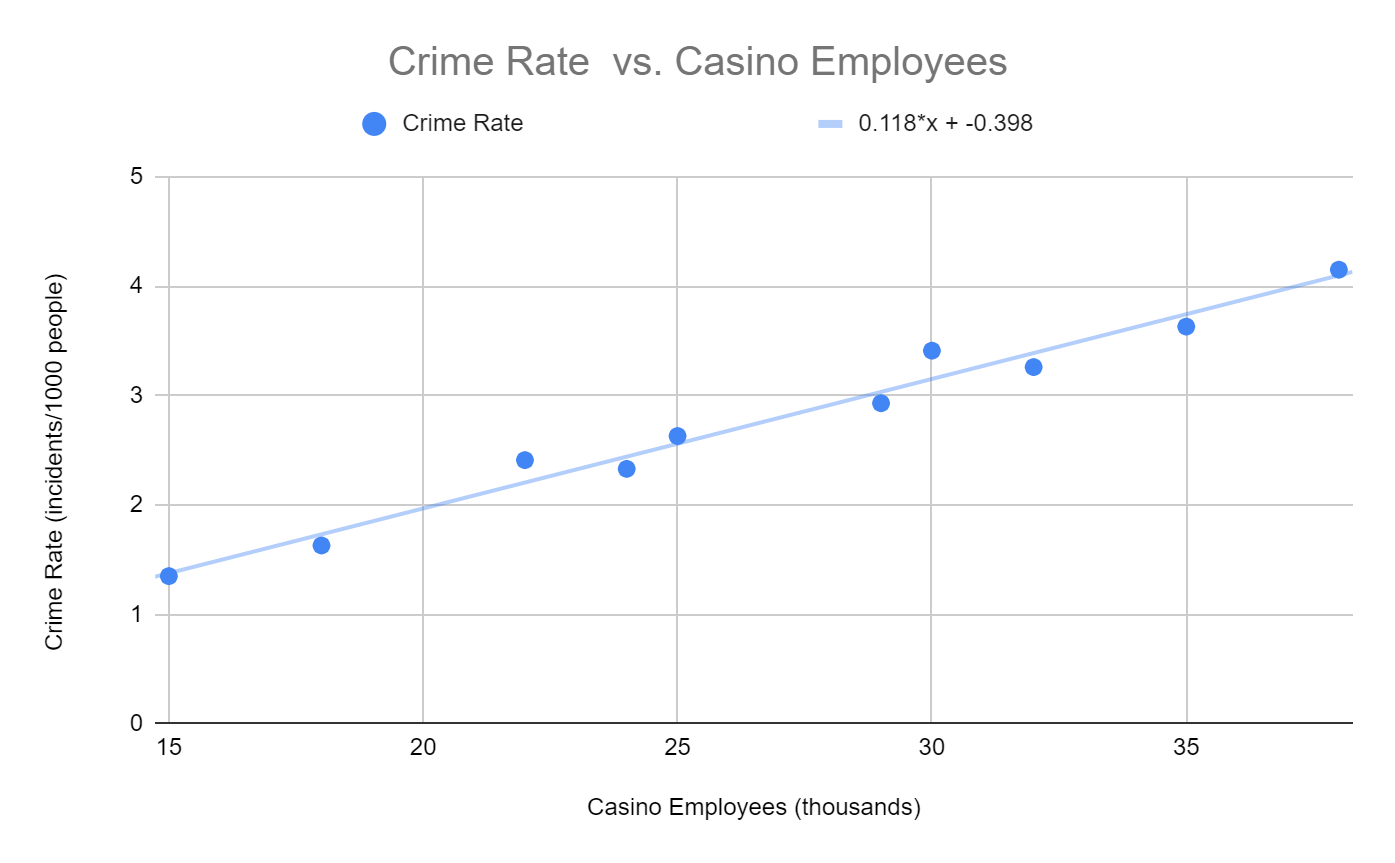 Crime Rate  vs. Casino Employees
Crime Rate
0.118*x + -0.398
Crime Rate (incidents/1000 people)
5
4
3
2
1
0
15
20
25
30
35
Casino Employees (thousands)